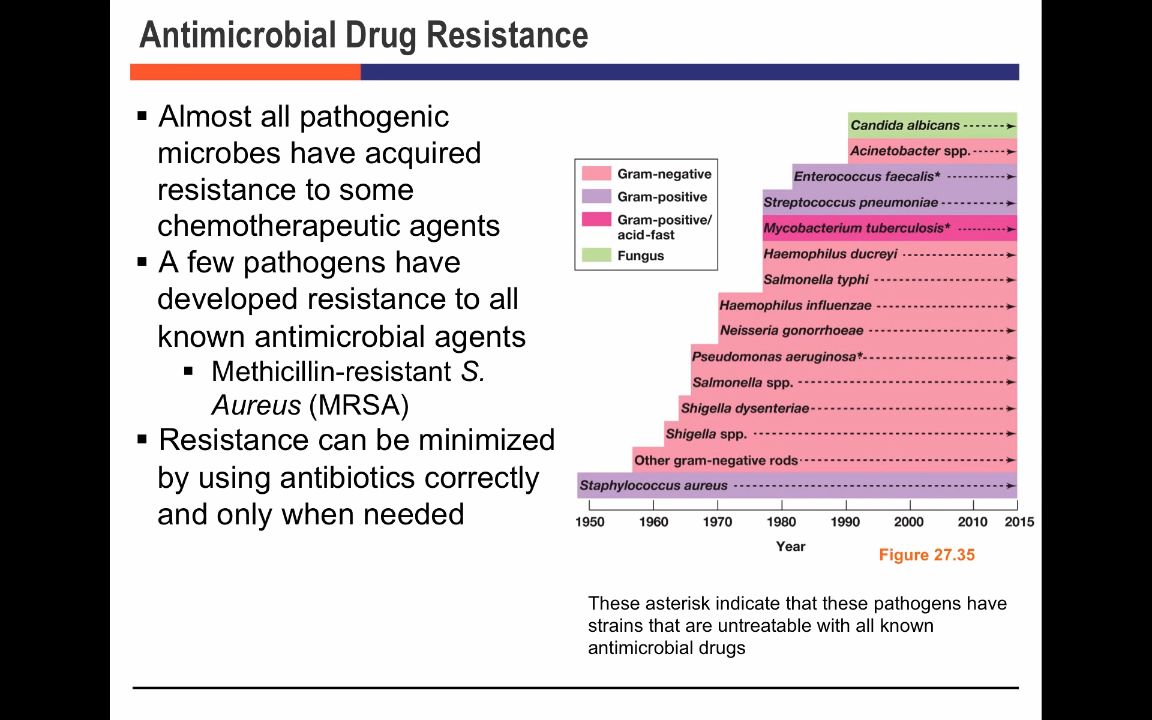 Antimicrobial Drug Resistance
▪ Almost all pathogenic
microbes have acquired
resistance to some
chemotherapeutic agents
▪ A few pathogens have
developed resistance to all
known antimicrobial agents
▪ Methicillin-resistant S.
Aureus (MRSA)
▪ Resistance can be minimized
by using antibiotics correctly
and only when needed
Gram-negative
Gram-positive
Gram-positive/
acid-fast
Fungus
Candida albicans
Acinetobacter spp.
Enterococcus faecalis*
Streptococcus pneumoniae
Mycobacterium tuberculosis*
Haemophilus ducreyi
Salmonella typhi
Haemophilus influenzae
Neisseria gonorrhoeae
Pseudomonas aeruginosa*
Salmonella spp.
Shigella dysenteriae
Shigella spp.
Other gram-negative rods
Staphylococcus aureus
1950 1960 1970 1980 1990 2000 2010 2015
Year
Figure 27.35
These asterisk indicate that these pathogens have
strains that are untreatable with all known
antimicrobial drugs